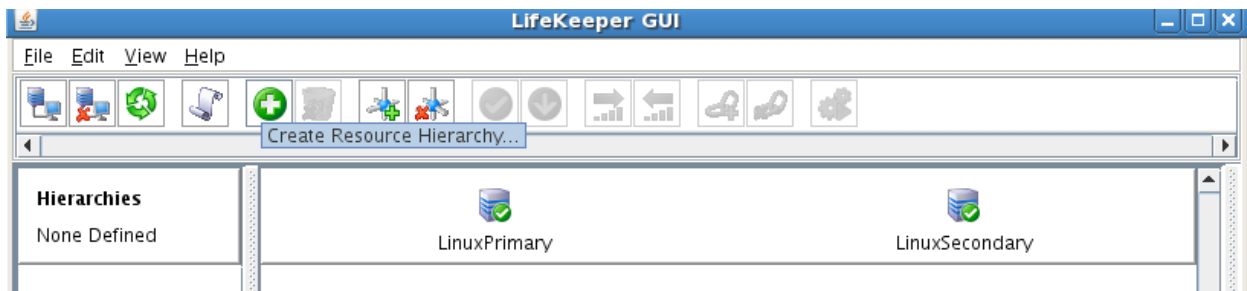 LifeKeeper GUI
File Edit View Help
Create Resource Hierarchy...
Hierarchies
None Defined
LinuxPrimary
LinuxSecondary